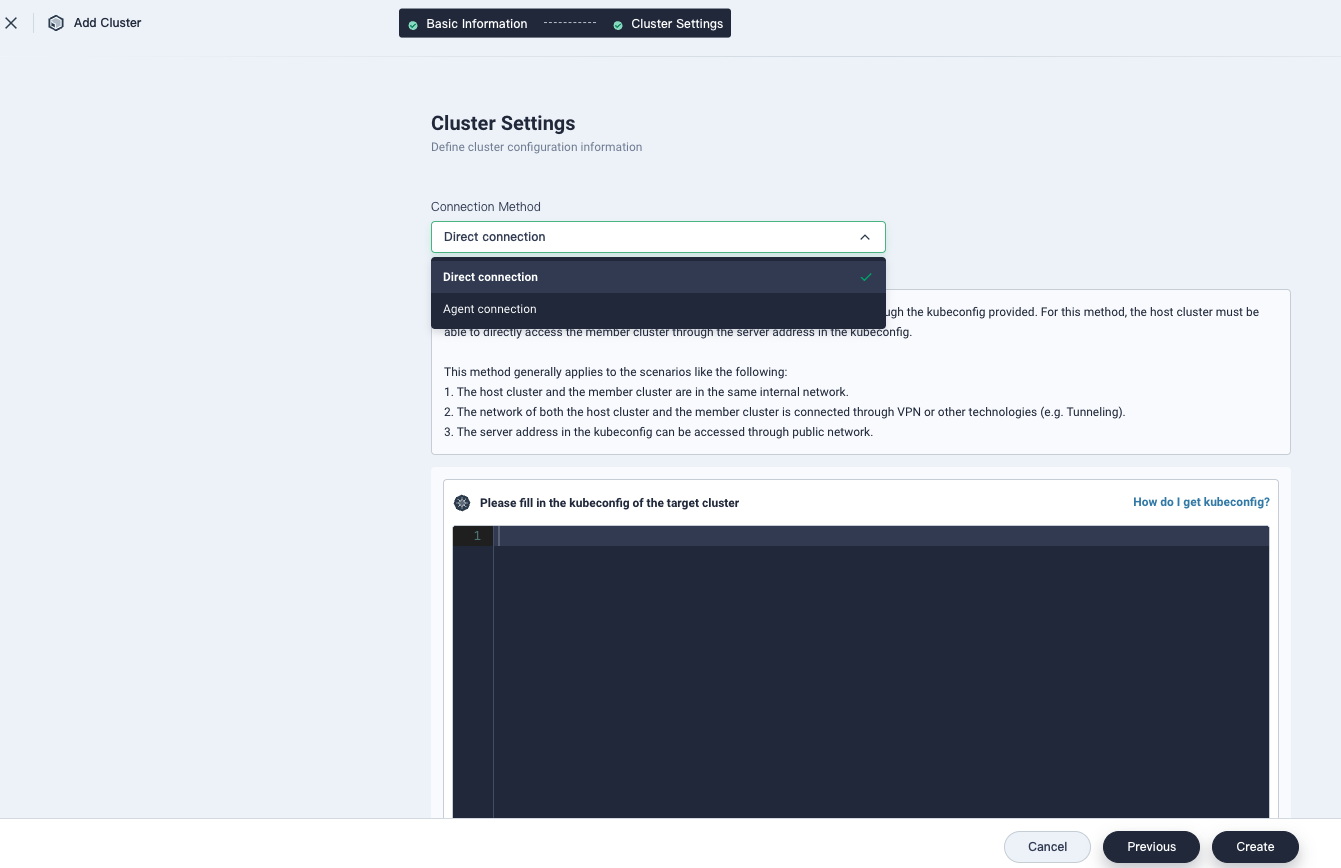 Add Cluster
Basic Information
Cluster Settings
Cluster Settings
Define cluster configuration information
Connection Method
Direct connection
Direct connection
Agent connection
the kubeconfig provided. For this method, the host cluster must be
able to directly access the member cluster through the server address in the kubeconfig.
This method generally applies to the scenarios like the following:
1. The host cluster and the member cluster are in the same internal network.
2. The network of both the host cluster and the member cluster is connected through VPN or other technologies (e.g. Tunneling).
3. The server address in the kubeconfig can be accessed through public network.
Please fill in the kubeconfig of the target cluster
How do I get kubeconfig?
1
Cancel
Previous
Create